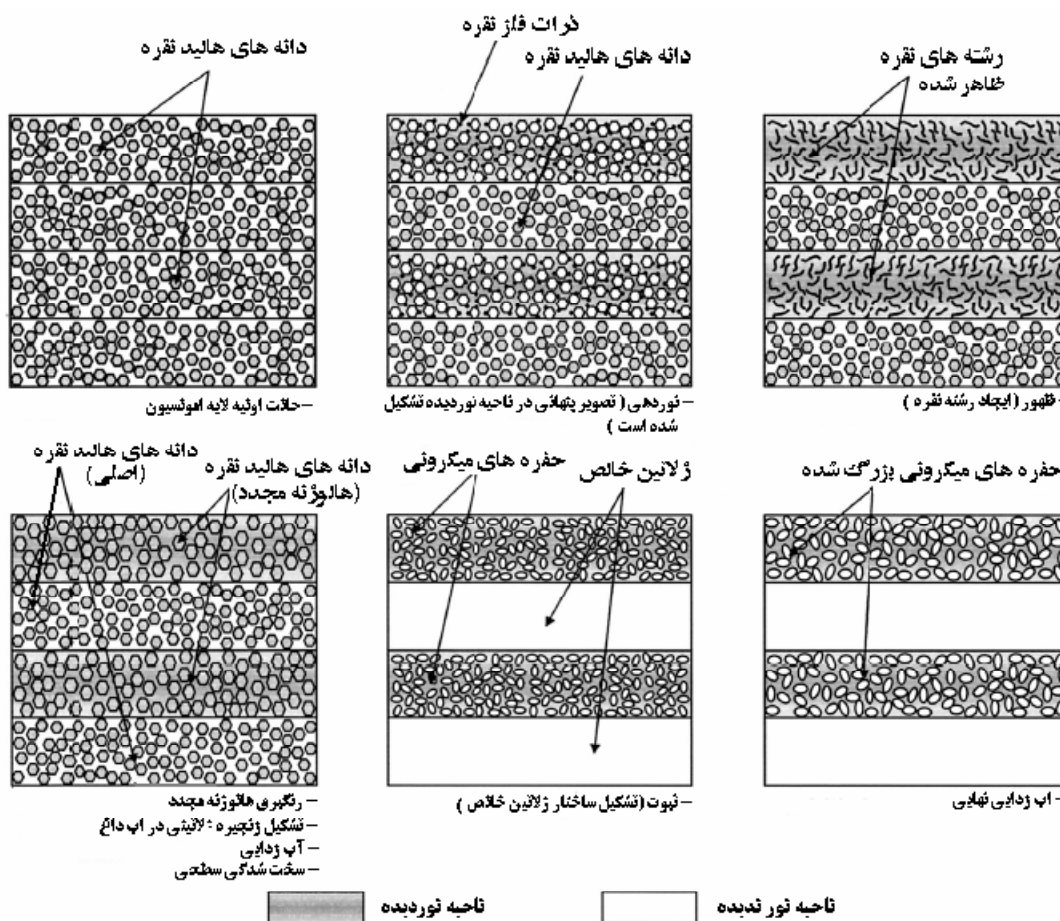 دانه های هالید نقره
ذرات فلز نقره
دانه های هالید نقره
رشته های نقره
ظاهر شده
– حالت اولیه لایه امولسیون
– نوردهی ( تصویر پنهانی در ناحیه نوردیده تشکیل
شده است )
– ظهور ( ایجاد رشته نقره )
دانه های هالید نقره
(اصلی)
دانه های هالید نقره
(هالوژنه مجدد)
حفره های میکرونی
ژلاتین خالص
حفره های میکرونی بزرگ شده
– رنگبری هالوژنه مجدد
– تشکیل زنجیره ژلاتینی در اب داغ
– آب زدایی
– سخت شدگی سطحی
– ثبوت (تشکیل ساختار ژلاتین خالص )
– اب زدایی نهایی
ناحیه نوردیده
ناحیه نور ندیده